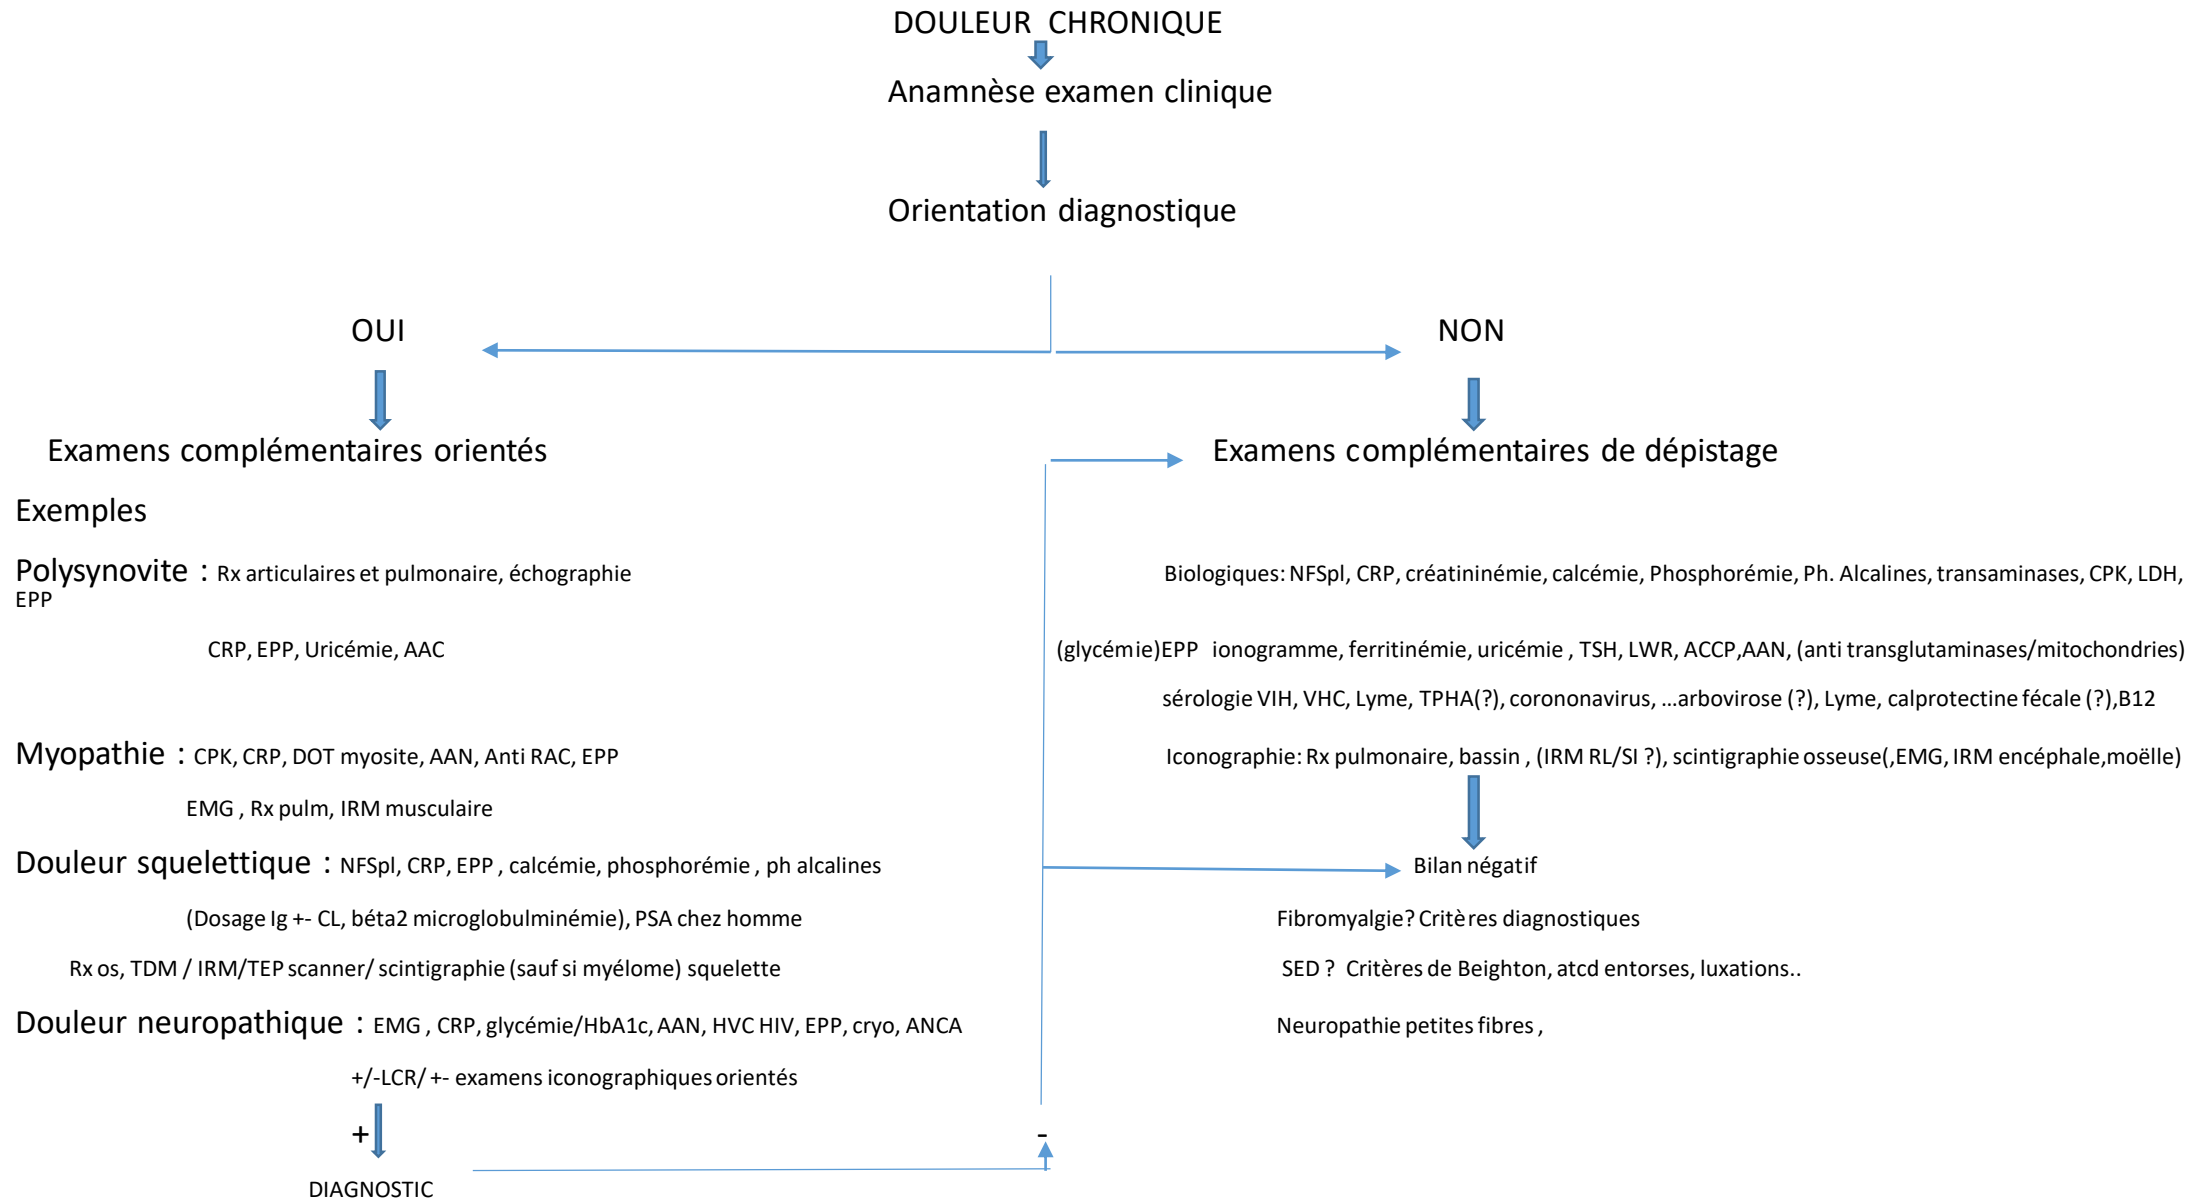 DOULEUR CHRONIQUE
Anamnèse examen clinique
Orientation diagnostique
OUI
NON
Examens complémentaires orientés
Examens complémentaires de dépistage
Exemples
Polysynovite : Rx articulaires et pulmonaire, échographie
EPP
CRP, EPP, Uricémie, AAC
Myopathie : CPK, CRP, DOT myosite, AAN, Anti RAC, EPP
EMG , Rx pulm, IRM musculaire
Douleur squelettique : NFSpl, CRP, EPP , calcémie, phosphorémie , ph alcalines
(Dosage Ig +- CL, béta2 microglobulminémie), PSA chez homme
Rx os, TDM / IRM/TEP scanner/ scintigraphie (sauf si myélome) squelette
Douleur neuropathique : EMG , CRP, glycémie/HbA1c, AAN, HVC HIV, EPP, cryo, ANCA
+/-LCR/ +- examens iconographiques orientés
+
-
DIAGNOSTIC
Biologiques: NFSpl, CRP, créatininémie, calcémie, Phosphorémie, Ph. Alcalines, transaminases, CPK, LDH,
(glycémie)EPP ionogramme, ferritinémie, uricémie , TSH, LWR, ACCP,AAN, (anti transglutaminases/mitochondries)
sérologie VIH, VHC, Lyme, TPHA(?), corononavirus, ...arbovirose (?), Lyme, calprotectine fécale (?),B12
Iconographie: Rx pulmonaire, bassin , (IRM RL/SI ?), scintigraphie osseuse(,EMG, IRM encéphale,moëlle)
Bilan négatif
Fibromyalgie? Critères diagnostiques
SED ? Critères de Beighton, atcd entorses, luxations..
Neuropathie petites fibres ,